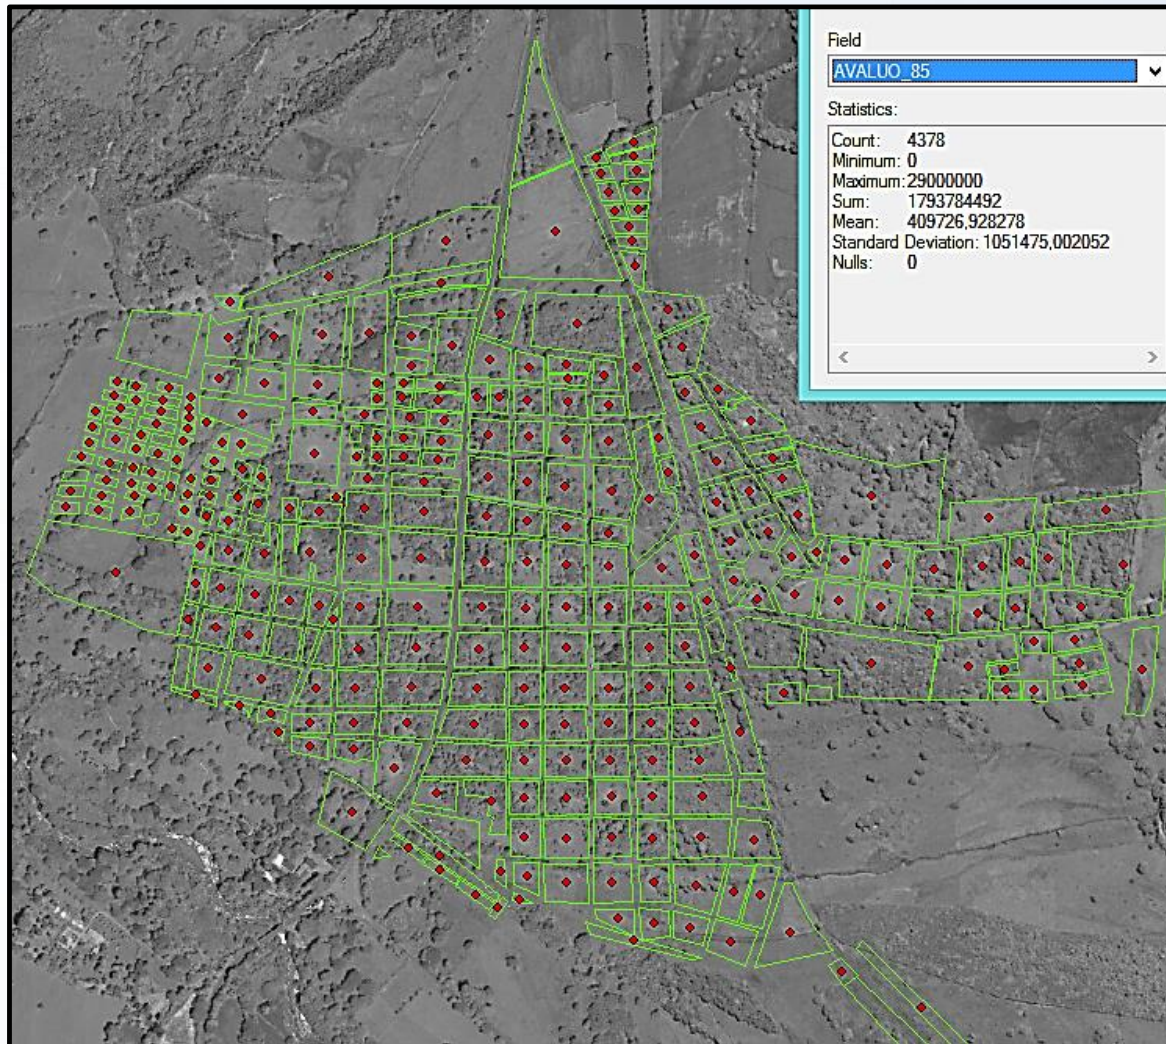 Field
AVALUO_85
Statistics:
Count: 4378
Minimum: 0
Maximum: 29000000
Sum: 1793784492
Mean: 409726,928278
Standard Deviation: 1051475,002052
Nulls: 0